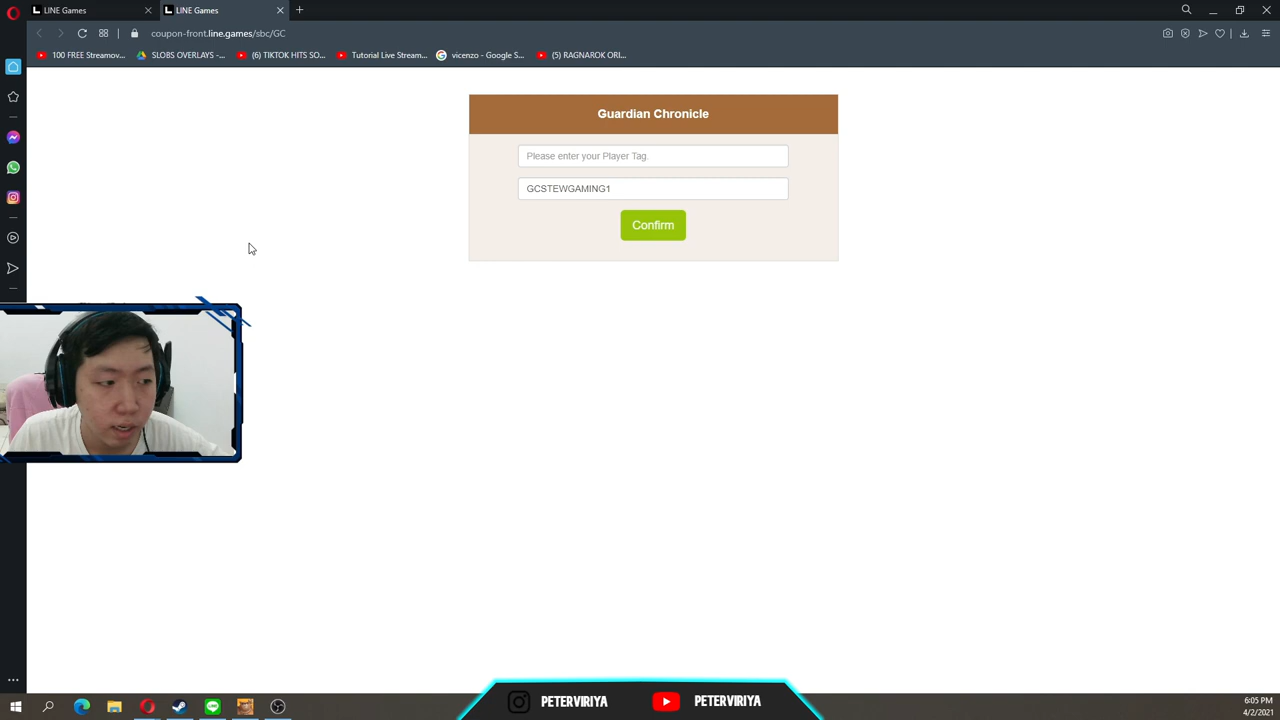 LINE Games
LINE Games
coupon-front.line.games/sbc/GC
100 FREE Streamov...
SLOBS OVERLAYS -...
(6) TIKTOK HITS SO...
Tutorial Live Stream...
vicenzo - Google S...
(5) RAGNAROK ORI...
Guardian Chronicle
Please enter your Player Tag.
GCSTEWGAMING1
Confirm
PETERVIRIYA
PETERVIRIYA
6:05 PM
4/2/2021